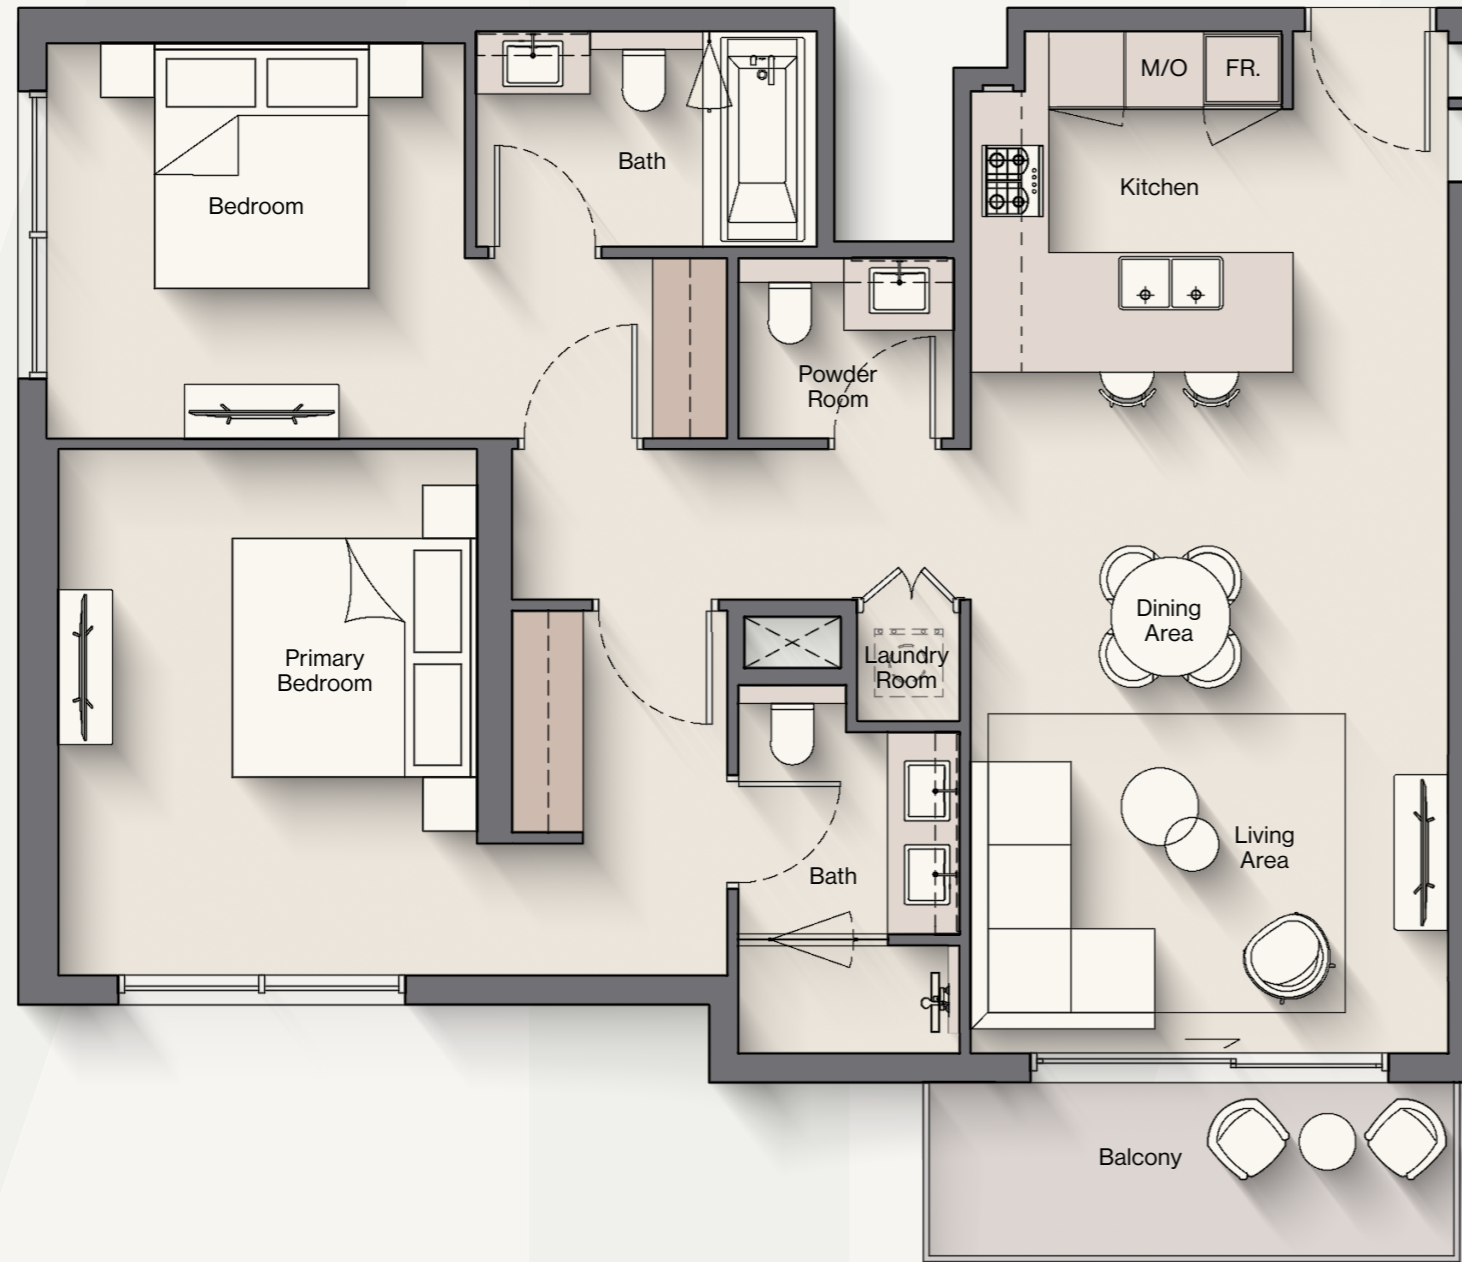 M/O
FR.
Bath
Kitchen
Bedroom
Powder
Room
Dining
Area
Primary
Bedroom
Laundry
Room
Living
Area
Bath
Balcony